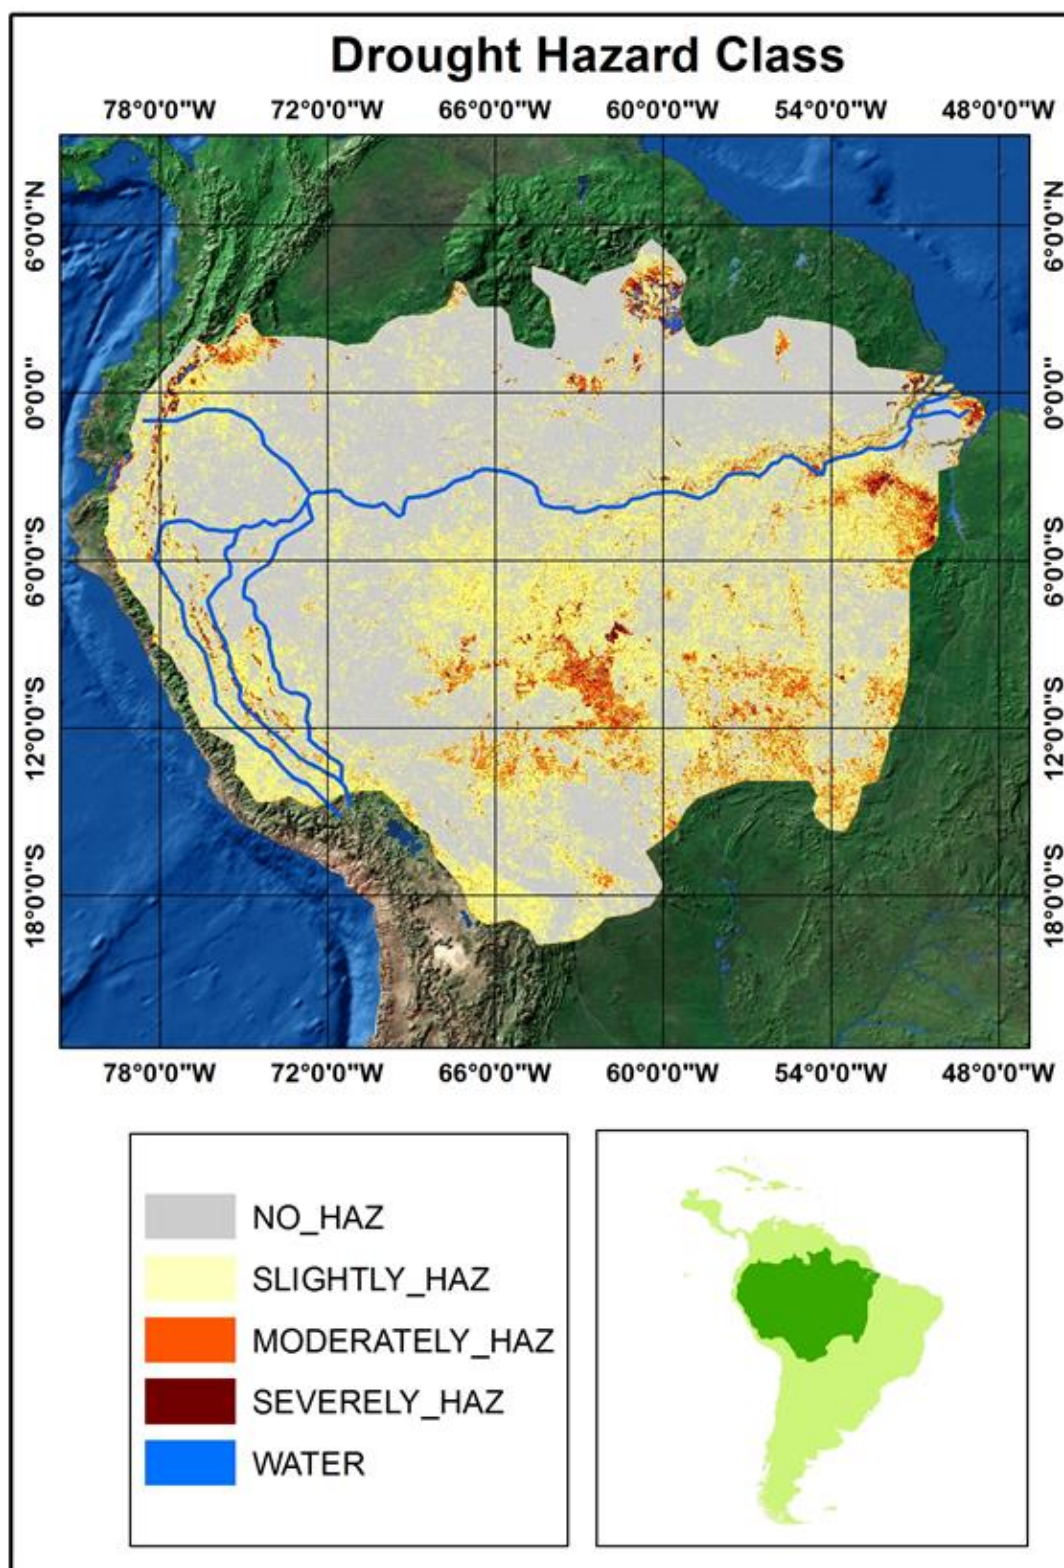 Drought Hazard Class
78°0'0"W 72°0'0"W 66°0'0"W 60°0'0"W 54°0'0"W 48°0'0"W
6°0'0"N 6°0'0"N
0°0'0" 0°0'0"
6°0'0"S 6°0'0"S
12°0'0"S 12°0'0"S
18°0'0"S 18°0'0"S
78°0'0"W 72°0'0"W 66°0'0"W 60°0'0"W 54°0'0"W 48°0'0"W
NO_HAZ
SLIGHTLY_HAZ
MODERATELY_HAZ
SEVERELY_HAZ
WATER